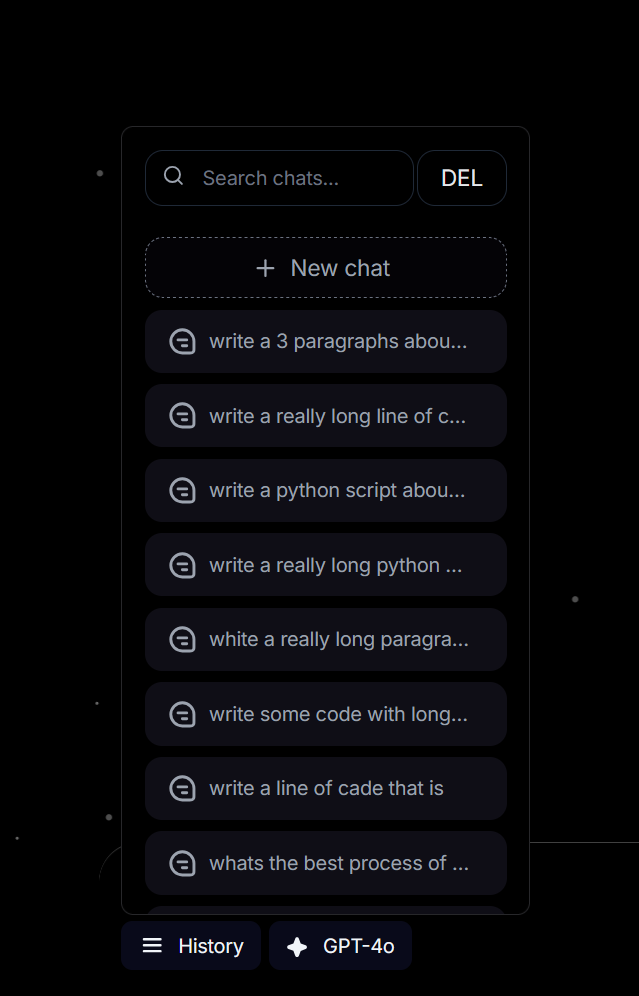 Search chats...
DEL
New chat
write a 3 paragraphs abou...
write a really long line of c...
write a python script abou...
write a really long python ...
white a really long paragra...
write some code with long...
write a line of cade that is
whats the best process of ...
History
GPT-4o